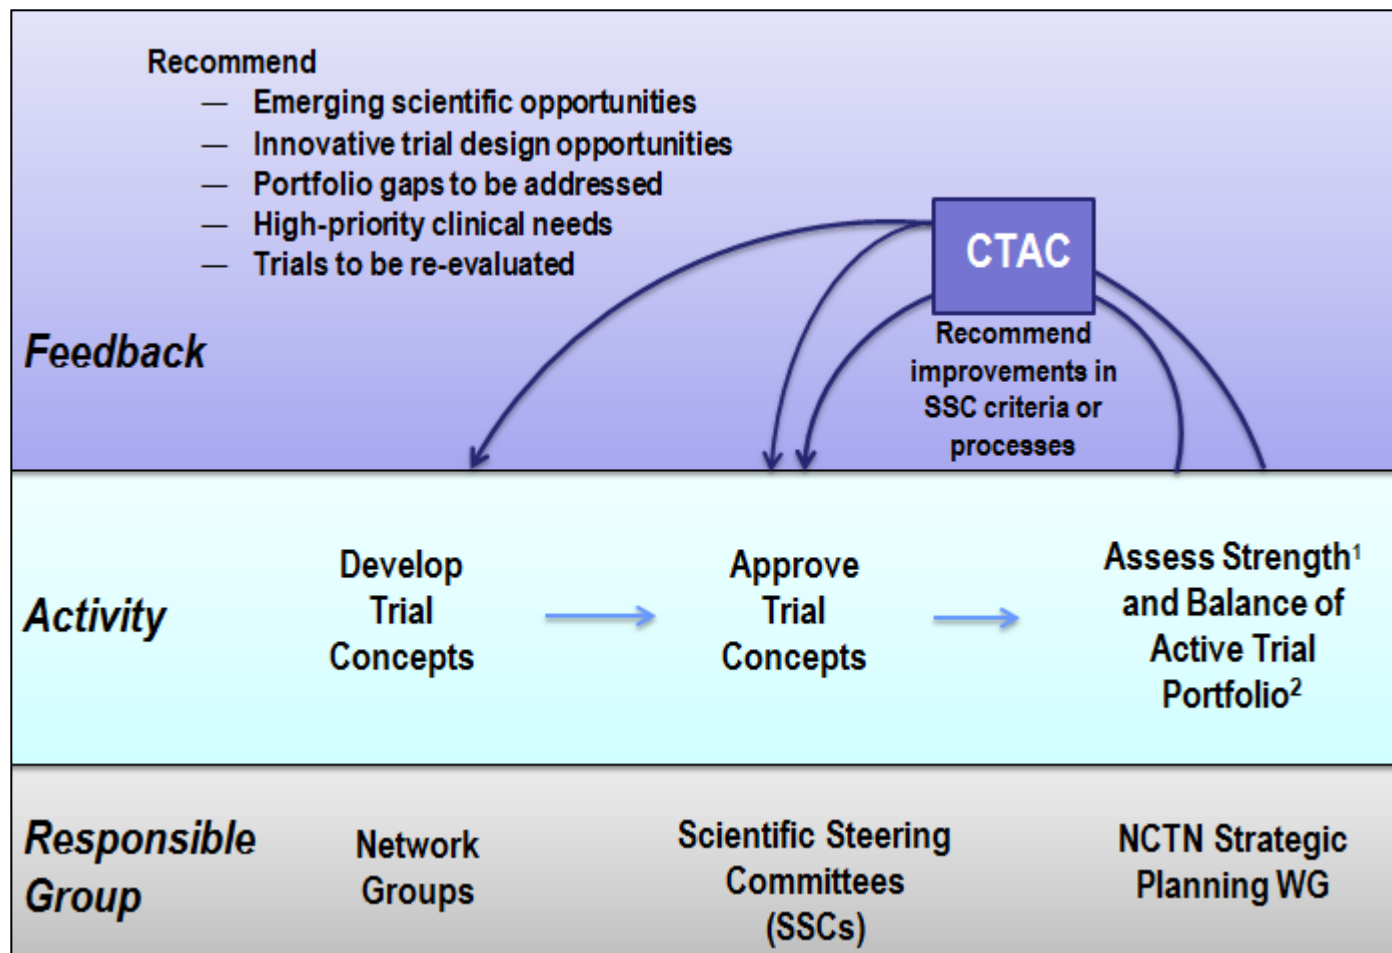 Recommend
— Emerging scientific opportunities
— Innovative trial design opportunities
— Portfolio gaps to be addressed
— High-priority clinical needs
— Trials to be re-evaluated
CTAC
Recommend
improvements in
SSC criteria or
processes
Feedback
Activity
Develop
Trial
Concepts
Approve
Trial
Concepts
Assess Strength¹
and Balance of
Active Trial
Portfolio²
Responsible
Group
Network
Groups
Scientific Steering
Committees
(SSCs)
NCTN Strategic
Planning WG